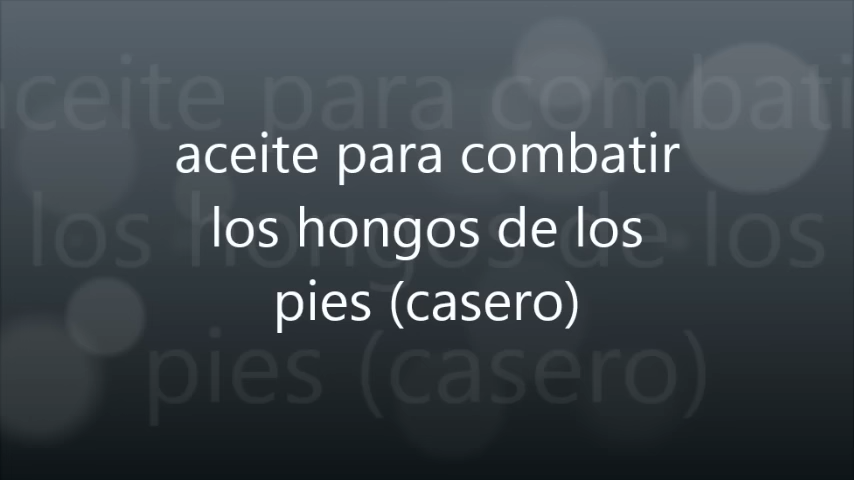 aceite para combatir
los hongos de los
pies (casero)